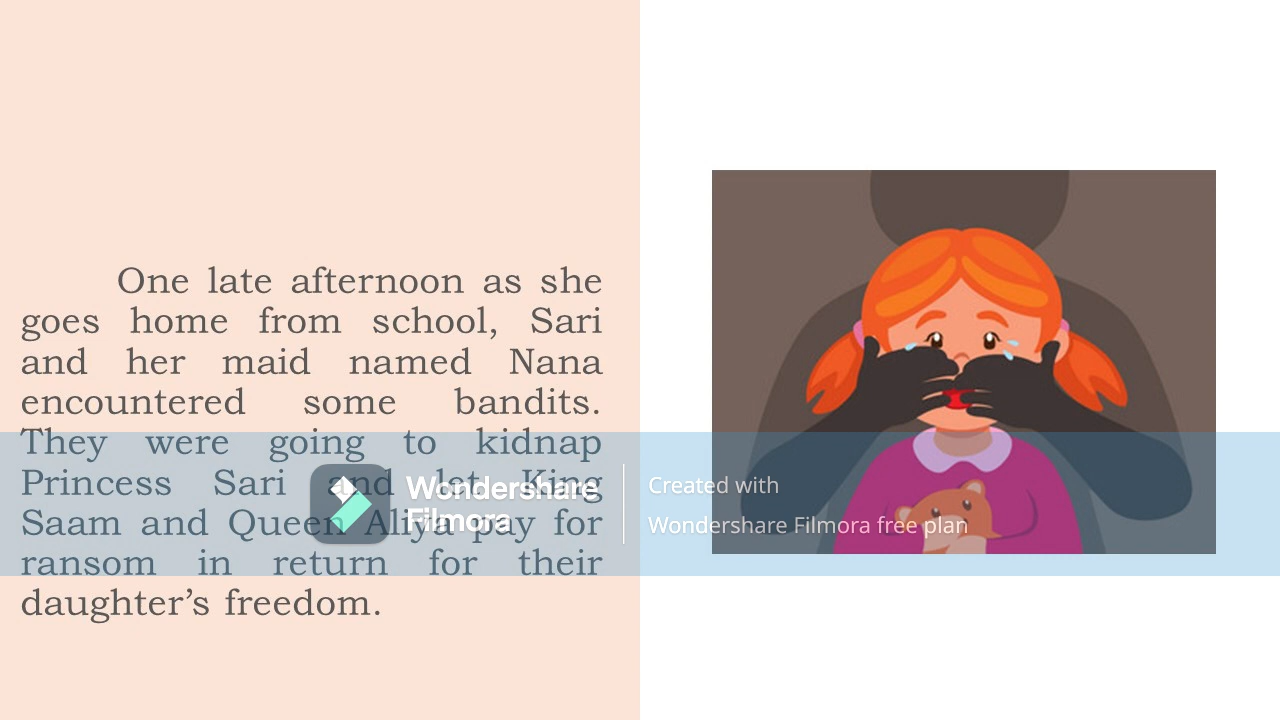 One late afternoon as she
goes home from school, Sari
and her maid named Nana
encountered some bandits.
They were going to kidnap
Princess Sari and let King
Saam and Queen Aliya pay for
ransom in return for their
daughter’s freedom.
Wondershare
Filmora
Created with
Wondershare Filmora free plan